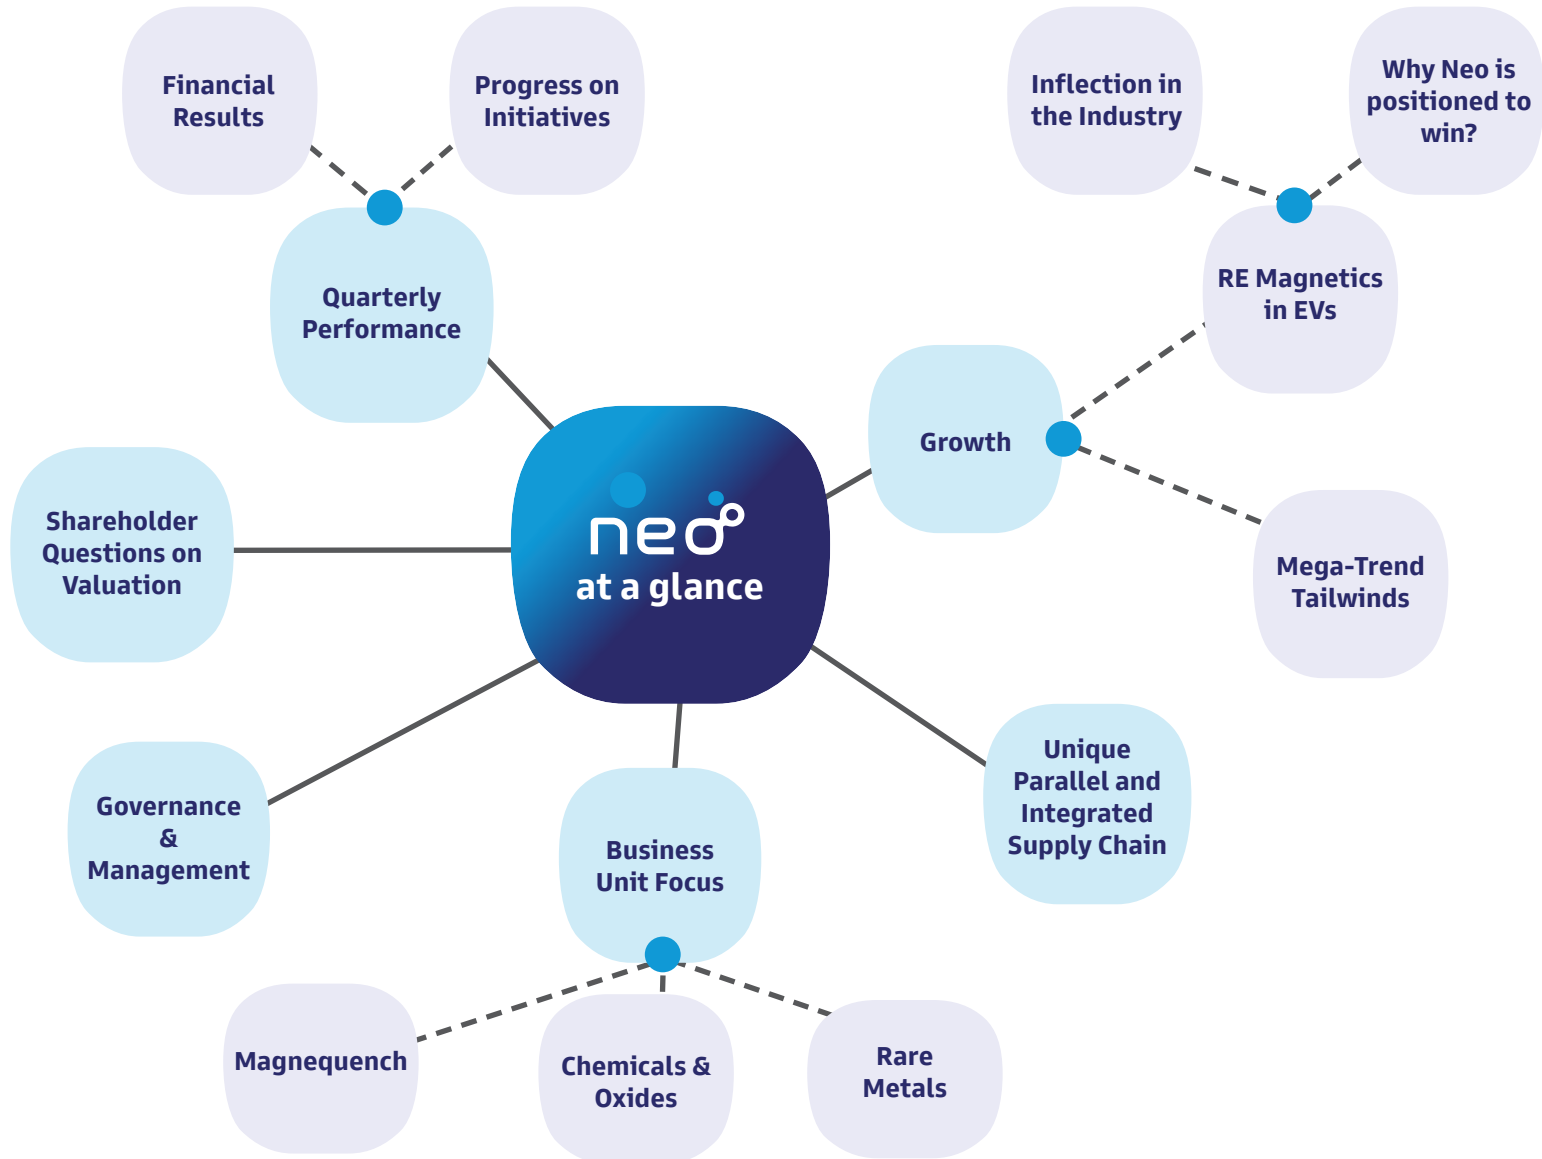 Financial
Results
Progress on
Initiatives
Inflection in
the Industry
Why Neo is
positioned to
win?
Quarterly
Performance
RE Magnetics
in EVs
Growth
neo
at a glance
Shareholder
Questions on
Valuation
Mega-Trend
Tailwinds
Governance
&
Management
Business
Unit Focus
Unique
Parallel and
Integrated
Supply Chain
Magnequench
Chemicals &
Oxides
Rare
Metals